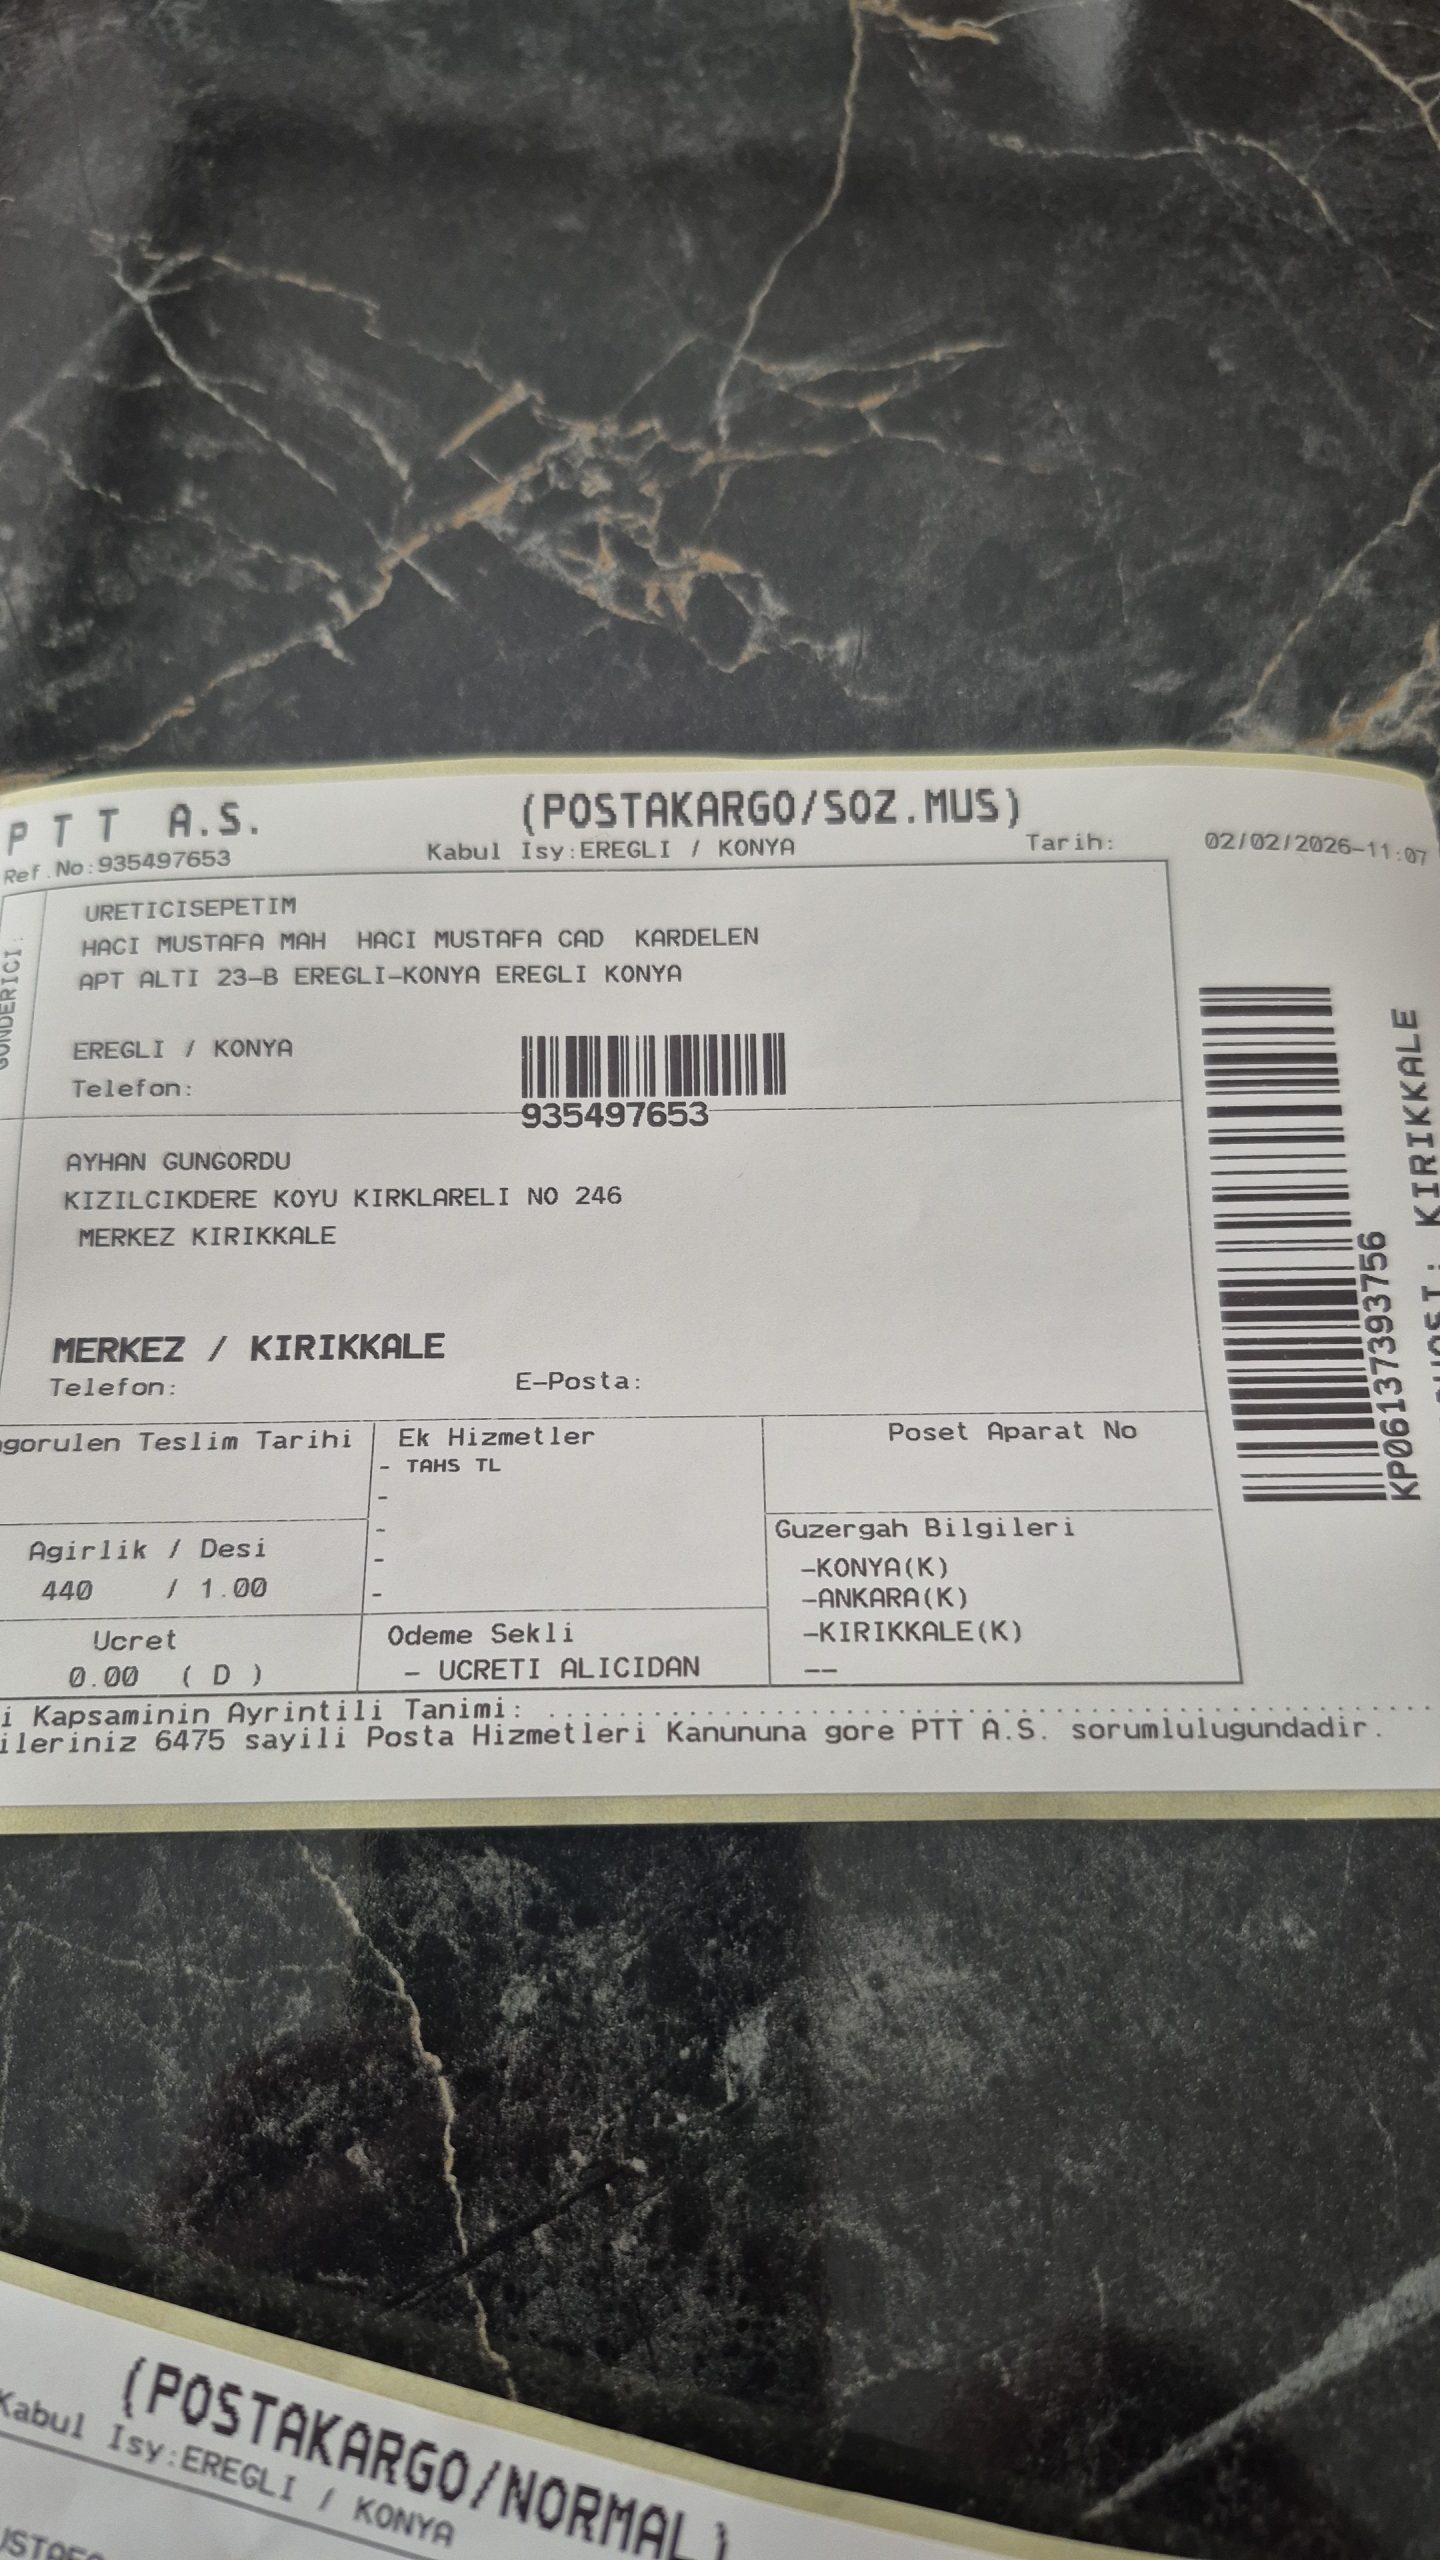 P T T A.S.
(POSTAKARGO/SOZ.MUS)
Ref.No:935497653
Kabul Isy:EREGLI / KONYA
Tarih:
02/02/2026-11:07
GONDERICI:
URETICISEPETIM
HACI MUSTAFA MAH HACI MUSTAFA CAD KARDELEN
APT ALTI 23-B EREGLI-KONYA EREGLI KONYA
EREGLI / KONYA
Telefon:
935497653
AYHAN GUNGORDU
KIZILCIKDERE KOYU KIRKLARELI NO 246
MERKEZ KIRIKKALE
MERKEZ / KIRIKKALE
Telefon:
E-Posta:
KP06137393756
KIRIKKALE
gorulen Teslim Tarihi
Ek Hizmetler
- TAHS TL
-
-
-
-
Poset Aparat No
Agirlik / Desi
440 / 1.00
Guzergah Bilgileri
-KONYA(K)
-ANKARA(K)
-KIRIKKALE(K)
--
Ucret
0.00 ( D )
Odeme Sekli
- UCRETI ALICIDAN
i Kapsaminin Ayrintili Tanimi: ..........................................
ileriniz 6475 sayili Posta Hizmetleri Kanununa gore PTT A.S. sorumlulugundadir.
(POSTAKARGO/NORMAL)
Kabul Isy:EREGLI / KONYA